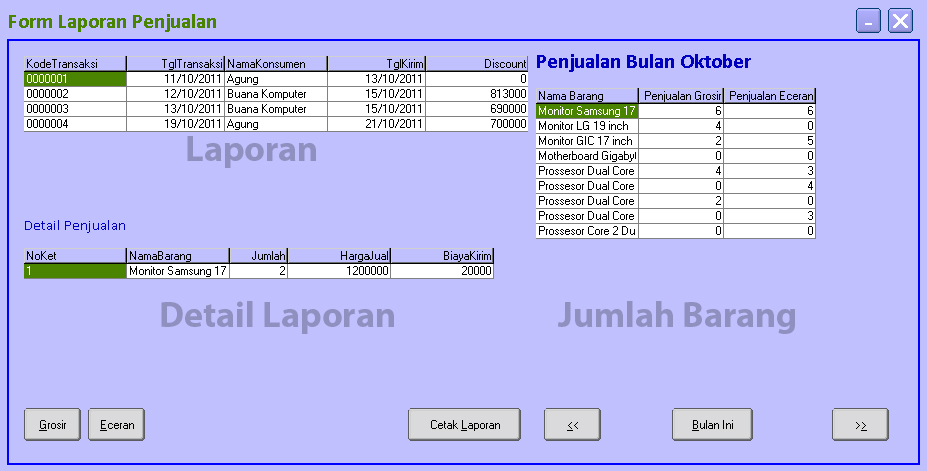 Form Laporan Penjualan
KodeTransaksi TglTransaksi NamaKonsumen TglKirim Discount
0000001 11/10/2011 Agung 13/10/2011 0
0000002 12/10/2011 Buana Komputer 15/10/2011 813000
0000003 13/10/2011 Buana Komputer 15/10/2011 690000
0000004 19/10/2011 Agung 21/10/2011 700000
Laporan
Detail Penjualan
NoKet NamaBarang Jumlah HargaJual BiayaKirim
1 Monitor Samsung 17 2 1200000 20000
Detail Laporan
Penjualan Bulan Oktober
Nama Barang Penjualan Grosir Penjualan Eceran
Monitor Samsung 17 6 6
Monitor LG 19 inch 4 0
Monitor GIC 17 inch 2 5
Motherboard Gigabyt 0 0
Prossesor Dual Core 4 3
Prossesor Dual Core 0 4
Prossesor Dual Core 2 0
Prossesor Dual Core 0 3
Prossesor Core 2 Du 0 0
Jumlah Barang
Grosir Eceran Cetak Laporan << Bulan Ini >>